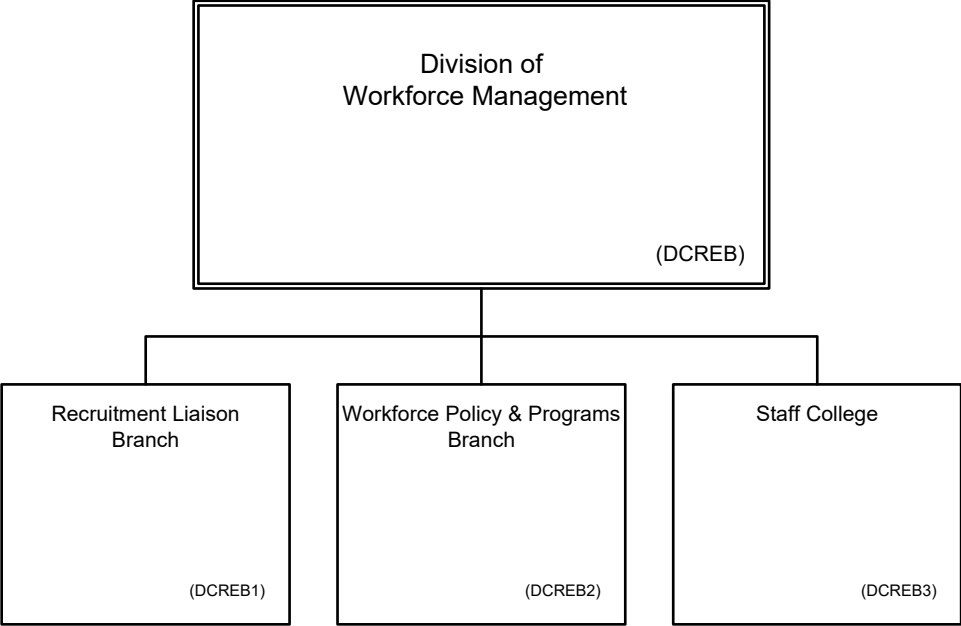 Division of
Workforce Management
(DCREB)
Recruitment Liaison
Branch
(DCREB1)
Workforce Policy & Programs
Branch
(DCREB2)
Staff College
(DCREB3)